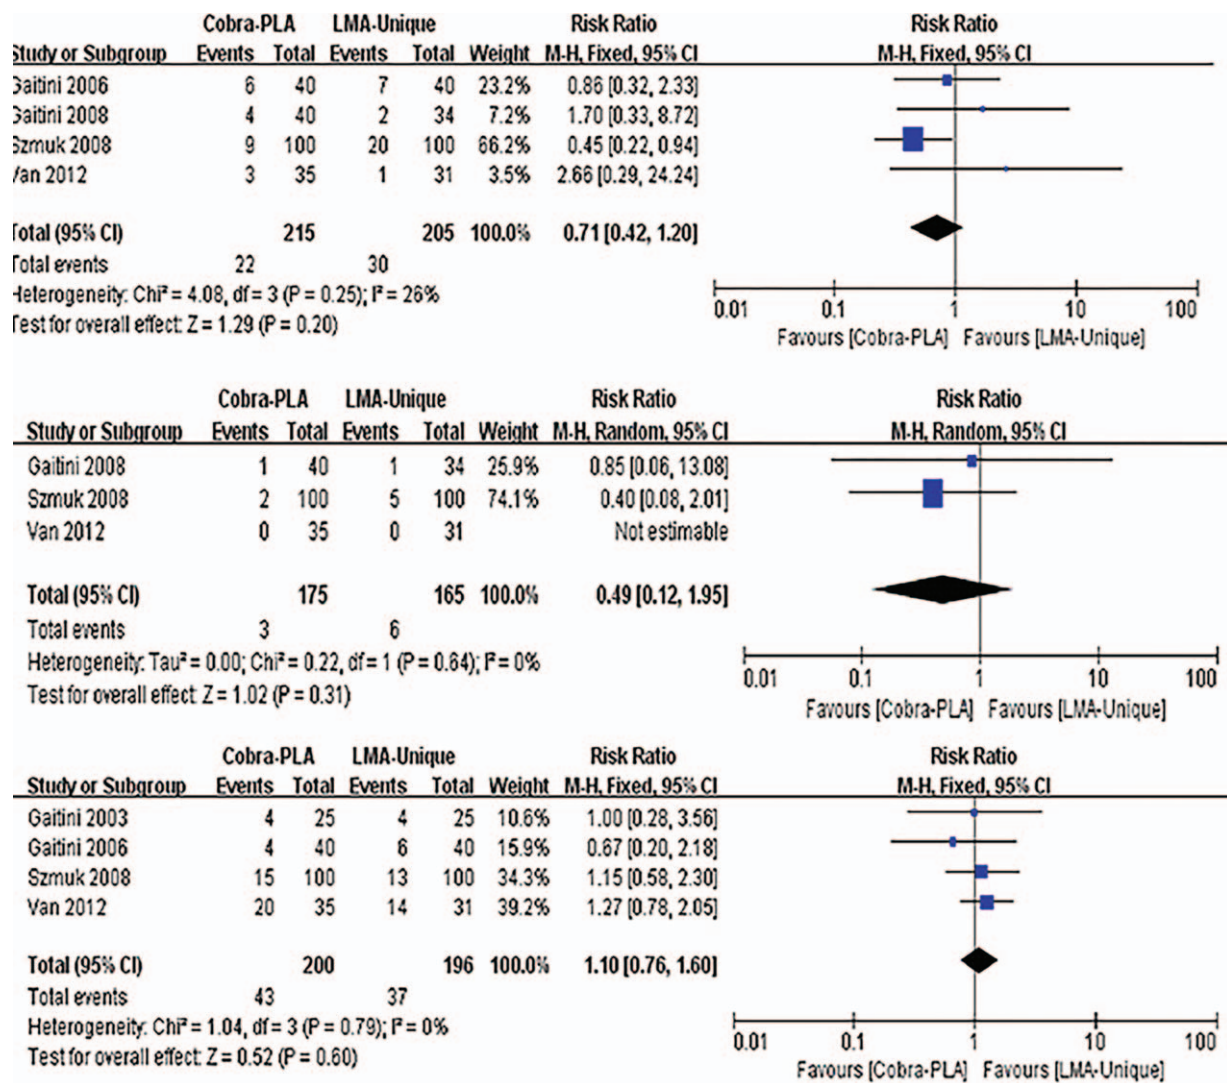 Cobra-PLA LMA-Unique Risk Ratio Risk Ratio
Study or Subgroup Events Total Events Total Weight M-H, Fixed, 95% CI M-H, Fixed, 95% CI
Gaitini 2006 6 40 7 40 23.2% 0.86 [0.32, 2.33]
Gaitini 2008 4 40 2 34 7.2% 1.70 [0.33, 8.72]
Szmuk 2008 9 100 20 100 66.2% 0.45 [0.22, 0.94]
Van 2012 3 35 1 31 3.5% 2.66 [0.29, 24.24]
Total (95% CI) 215 205 100.0% 0.71 [0.42, 1.20]
Total events 22 30
Heterogeneity: Chi² = 4.08, df = 3 (P = 0.25); I² = 26%
Test for overall effect: Z = 1.29 (P = 0.20)
0.01 0.1 1 10 100
Favours [Cobra-PLA] Favours [LMA-Unique]
Cobra-PLA LMA-Unique Risk Ratio Risk Ratio
Study or Subgroup Events Total Events Total Weight M-H, Random, 95% CI M-H, Random, 95% CI
Gaitini 2008 1 40 1 34 25.9% 0.85 [0.06, 13.08]
Szmuk 2008 2 100 5 100 74.1% 0.40 [0.08, 2.01]
Van 2012 0 35 0 31 Not estimable
Total (95% CI) 175 165 100.0% 0.49 [0.12, 1.95]
Total events 3 6
Heterogeneity: Tau² = 0.00; Chi² = 0.22, df = 1 (P = 0.64); I² = 0%
Test for overall effect: Z = 1.02 (P = 0.31)
0.01 0.1 1 10 100
Favours [Cobra-PLA] Favours [LMA-Unique]
Cobra-PLA LMA-Unique Risk Ratio Risk Ratio
Study or Subgroup Events Total Events Total Weight M-H, Fixed, 95% CI M-H, Fixed, 95% CI
Gaitini 2003 4 25 4 25 10.6% 1.00 [0.28, 3.56]
Gaitini 2006 4 40 6 40 15.9% 0.67 [0.20, 2.18]
Szmuk 2008 15 100 13 100 34.3% 1.15 [0.58, 2.30]
Van 2012 20 35 14 31 39.2% 1.27 [0.78, 2.05]
Total (95% CI) 200 196 100.0% 1.10 [0.76, 1.60]
Total events 43 37
Heterogeneity: Chi² = 1.04, df = 3 (P = 0.79); I² = 0%
Test for overall effect: Z = 0.52 (P = 0.60)
0.01 0.1 1 10 100
Favours [Cobra-PLA] Favours [LMA-Unique]